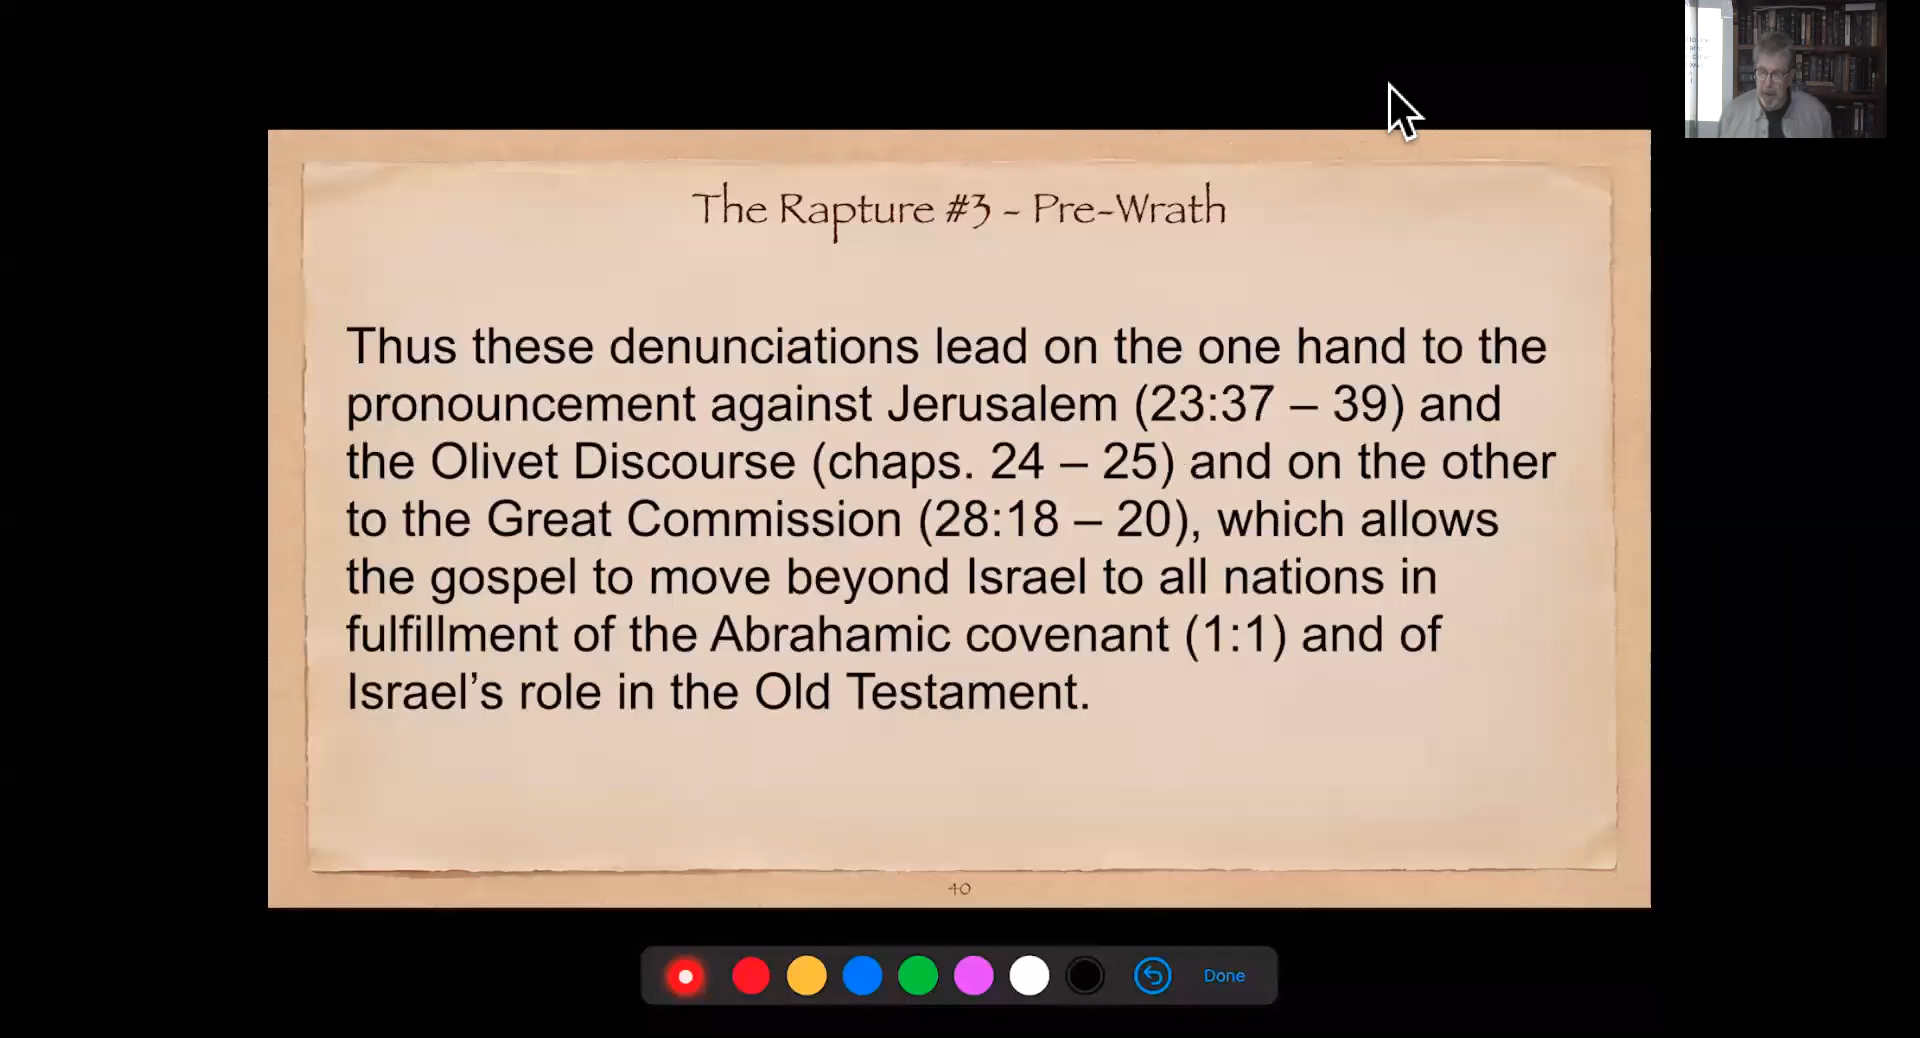 The Rapture #3 - Pre-Wrath
Thus these denunciations lead on the one hand to the
pronouncement against Jerusalem (23:37 – 39) and
the Olivet Discourse (chaps. 24 – 25) and on the other
to the Great Commission (28:18 – 20), which allows
the gospel to move beyond Israel to all nations in
fulfillment of the Abrahamic covenant (1:1) and of
Israel’s role in the Old Testament.
40
Done